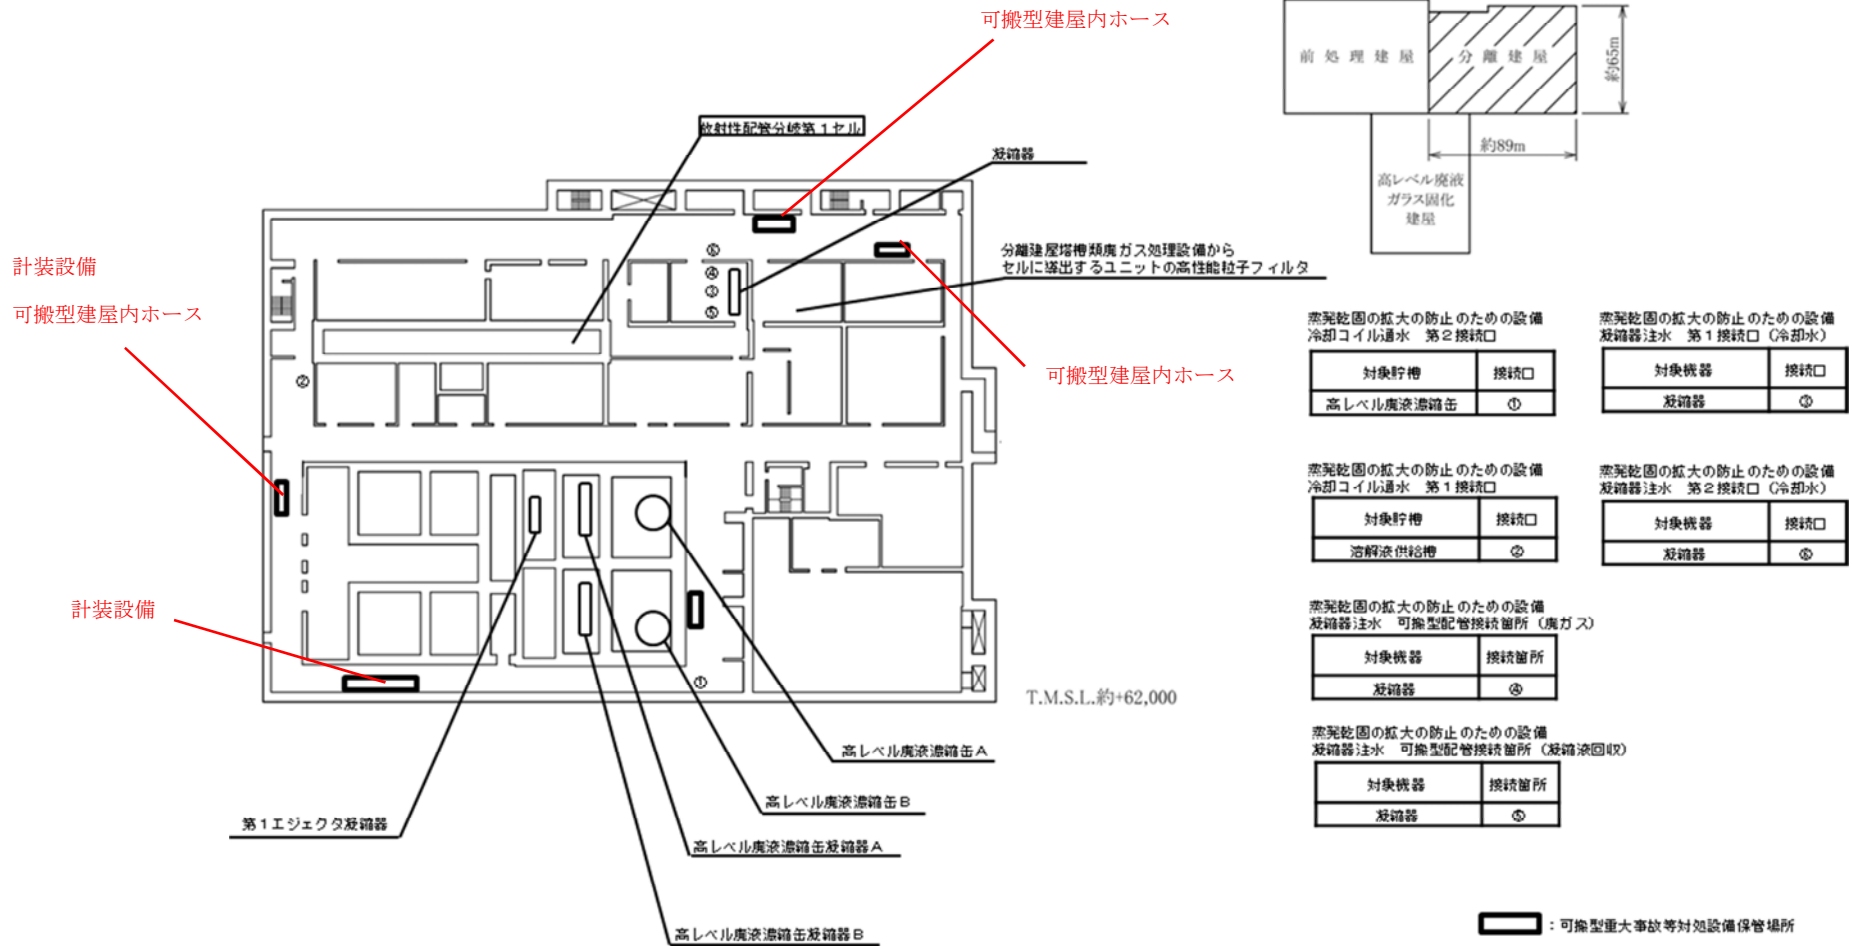 可搬型建屋内ホース
前処理建屋
分離建屋
約65m
約89m
高レベル廃液
ガラス固化
建屋
放射性配管分岐第1セル
凝縮器
分離建屋塔槽類廃ガス処理設備から
セルに導出するユニットの高性能粒子フィルタ
計装設備
可搬型建屋内ホース
可搬型建屋内ホース
計装設備
⑥
④
③
⑤
②
①
T.M.S.L.約+62,000
高レベル廃液濃縮缶A
高レベル廃液濃縮缶B
第1エジェクタ凝縮器
高レベル廃液濃縮缶凝縮器A
高レベル廃液濃縮缶凝縮器B
蒸発乾固の拡大の防止のための設備
冷却コイル通水　第2接続口
対象貯槽 接続口
高レベル廃液濃縮缶 ①
蒸発乾固の拡大の防止のための設備
凝縮器注水　第1接続口（冷却水）
対象機器 接続口
凝縮器 ③
蒸発乾固の拡大の防止のための設備
冷却コイル通水　第1接続口
対象貯槽 接続口
溶解液供給槽 ②
蒸発乾固の拡大の防止のための設備
凝縮器注水　第2接続口（冷却水）
対象機器 接続口
凝縮器 ⑥
蒸発乾固の拡大の防止のための設備
凝縮器注水　可搬型配管接続箇所（廃ガス）
対象機器 接続箇所
凝縮器 ④
蒸発乾固の拡大の防止のための設備
凝縮器注水　可搬型配管接続箇所（凝縮液回収）
対象機器 接続箇所
凝縮器 ⑤
：可搬型重大事故等対処設備保管場所